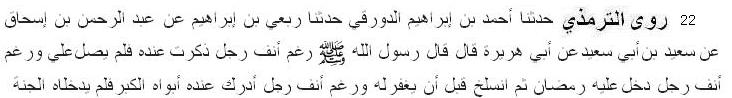 22 روى الترمذي حدثنا أحمد بن إبراهيم الدورقي حدثنا ربعي بن إبراهيم عن عبد الرحمن بن إسحاق
عن سعيد بن أبي سعيد عن أبي هريرة قال قال رسول الله ﷺ رغم أنف رجل ذكرت عنده فلم يصل علي ورغم
أنف رجل دخل عليه رمضان ثم انسلخ قبل أن يغفر له ورغم أنف رجل أدرك عنده أبواه الكبر فلم يدخلاه الجنة